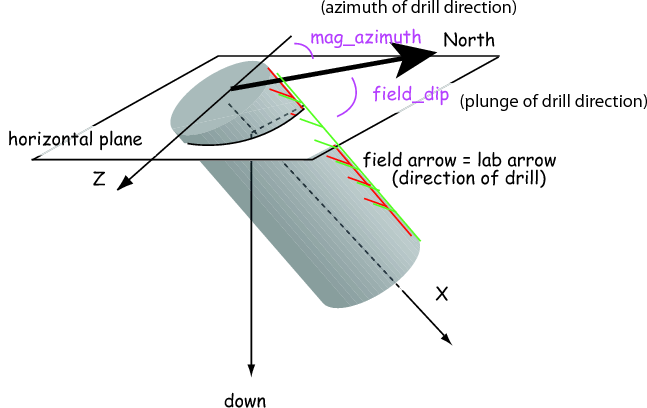 (azimuth of drill direction)
mag_azimuth
North
field_dip
(plunge of drill direction)
horizontal plane
field arrow = lab arrow
(direction of drill)
Z
X
down